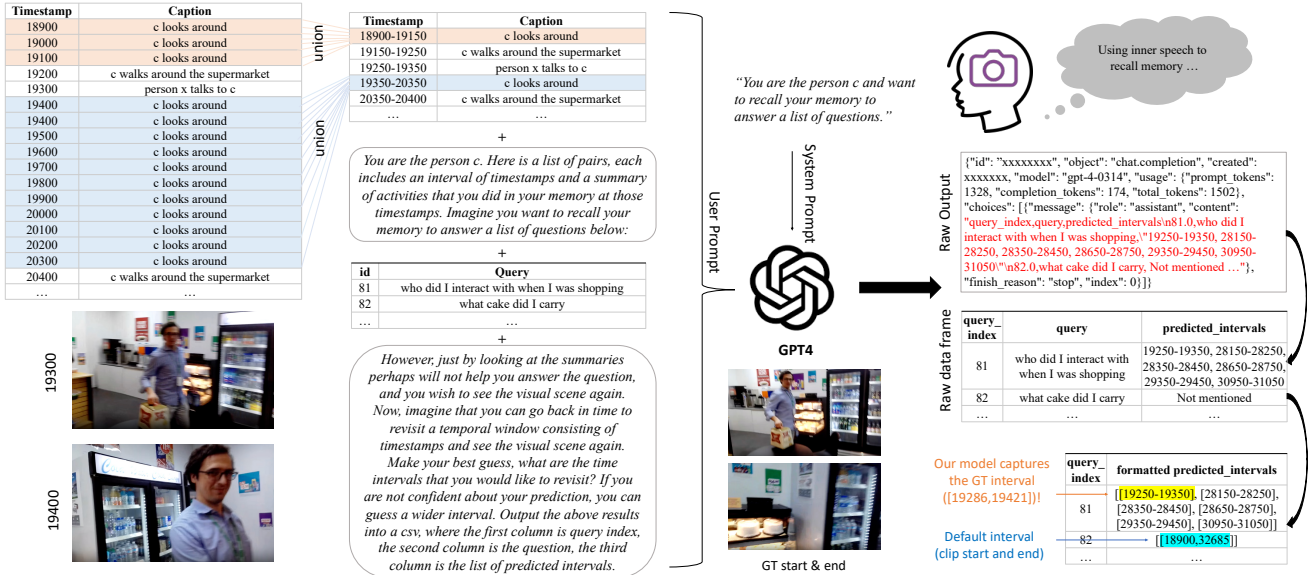 Timestamp Caption
18900 c looks around
19000 c looks around
19100 c looks around
19200 c walks around the supermarket
19300 person x talks to c
19400 c looks around
19400 c looks around
19500 c looks around
19600 c looks around
19700 c looks around
19800 c looks around
19900 c looks around
20000 c looks around
20100 c looks around
20200 c looks around
20300 c looks around
20400 c walks around the supermarket
… …
union
union
19300
19400
Timestamp Caption
18900-19150 c looks around
19150-19250 c walks around the supermarket
19250-19350 person x talks to c
19350-20350 c looks around
20350-20400 c walks around the supermarket
… …
+
You are the person c. Here is a list of pairs, each
includes an interval of timestamps and a summary
of activities that you did in your memory at those
timestamps. Imagine you want to recall your
memory to answer a list of questions below:
+
id Query
81 who did I interact with when I was shopping
82 what cake did I carry
… …
+
However, just by looking at the summaries
perhaps will not help you answer the question,
and you wish to see the visual scene again.
Now, imagine that you can go back in time to
revisit a temporal window consisting of
timestamps and see the visual scene again.
Make your best guess, what are the time
intervals that you would like to revisit? If you
are not confident about your prediction, you can
guess a wider interval. Output the above results
into a csv, where the first column is query index,
the second column is the question, the third
column is the list of predicted intervals.
User Prompt
“You are the person c and want
to recall your memory to
answer a list of questions.”
System Prompt
GPT4
GT start & end
Using inner speech to
recall memory …
Raw Output
{"id": ”xxxxxxxx", "object": "chat.completion", "created":
xxxxxxx, "model": "gpt-4-0314", "usage": {"prompt_tokens":
1328, "completion_tokens": 174, "total_tokens": 1502},
"choices": [{"message": {"role": "assistant", "content":
"query_index,query,predicted_intervals\n81.0,who did I
interact with when I was shopping,\"19250-19350, 28150-
28250, 28350-28450, 28650-28750, 29350-29450, 30950-
31050\"\n82.0,what cake did I carry, Not mentioned …"},
"finish_reason": "stop", "index": 0}]}
Raw data frame
query_
index query predicted_intervals
81 who did I interact with
when I was shopping 19250-19350, 28150-28250,
28350-28450, 28650-28750,
29350-29450, 30950-31050
82 what cake did I carry Not mentioned
… … …
Our model captures
the GT interval
([19286,19421])!
Default interval
(clip start and end)
query_
index formatted predicted_intervals
81 [[19250-19350], [28150-28250],
[28350-28450], [28650-28750],
[29350-29450], [30950-31050]]
82 [[18900,32685]]
… …